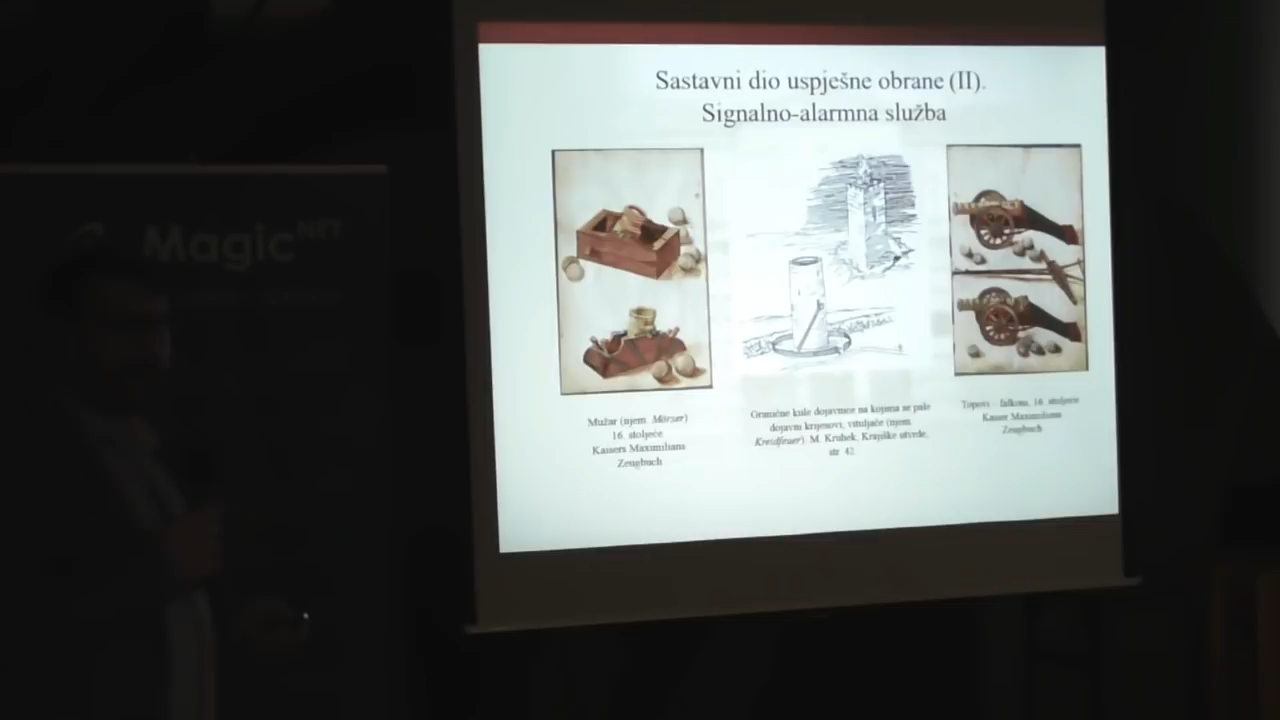 Magic NET
Sastavni dio uspješne obrane (II).
Signalno-alarmna služba
Mužar (njem. Mörser)
16. stoljeće
Kaisers Maximilians
Zeugbuch
Granične kule dojavnice na kojima se pale
dojavni krijesovi, vituljače (njem.
Kreidfeuer). M. Kruhek, Krajiške utvrde,
str. 42.
Topovi falkoni, 16. stoljeće
Kaiser Maximilians
Zeugbuch